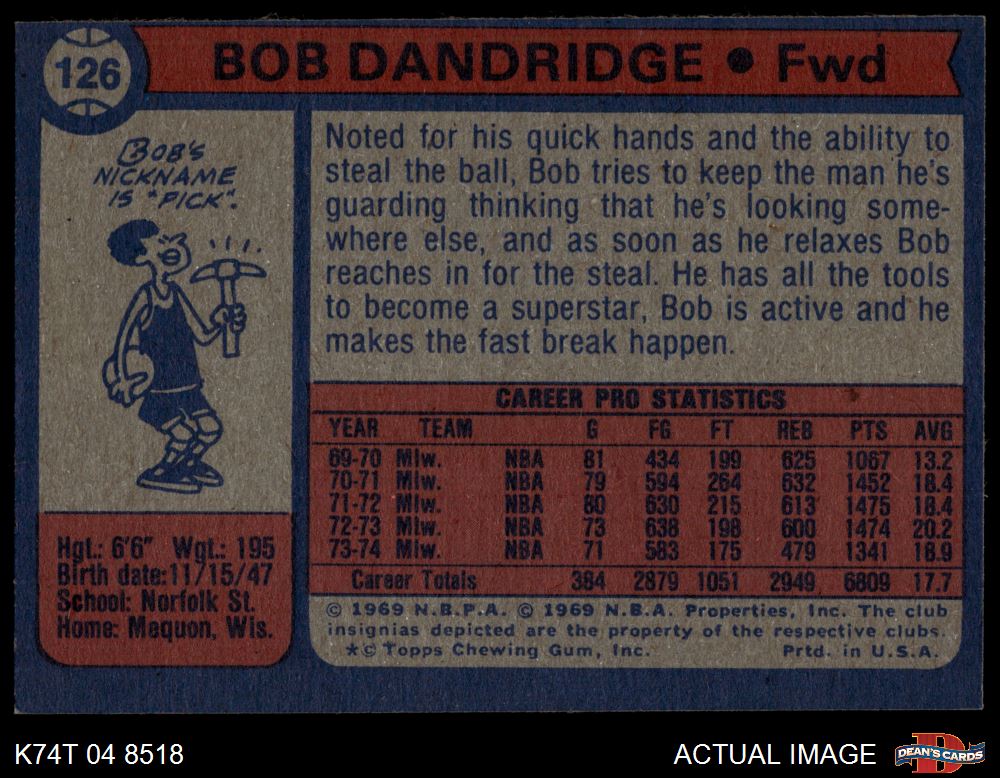 126
BOB DANDRIDGE • Fwd
BOB'S
NICKNAME
IS "PICK".
Noted for his quick hands and the ability to
steal the ball, Bob tries to keep the man he's
guarding thinking that he's looking some-
where else, and as soon as he relaxes Bob
reaches in for the steal. He has all the tools
to become a superstar, Bob is active and he
makes the fast break happen.
CAREER PRO STATISTICS
YEAR TEAM G FG FT REB PTS AVG
69-70 Mlw. NBA 81 434 199 625 1067 13.2
70-71 Mlw. NBA 79 594 264 632 1452 18.4
71-72 Mlw. NBA 80 630 215 613 1475 18.4
72-73 Mlw. NBA 73 638 198 600 1474 20.2
73-74 Mlw. NBA 71 583 175 479 1341 18.9
Career Totals 384 2879 1051 2949 6809 17.7
Hgt.: 6'6" Wgt.: 195
Birth date:11/15/47
School: Norfolk St.
Home: Mequon, Wis.
© 1969 N.B.P.A. © 1969 N.B.A. Properties, Inc. The club
insignias depicted are the property of the respective clubs.
*© Topps Chewing Gum, Inc. Prtd. in U.S.A.
K74T 04 8518
ACTUAL IMAGE
DEAN'S CARDS